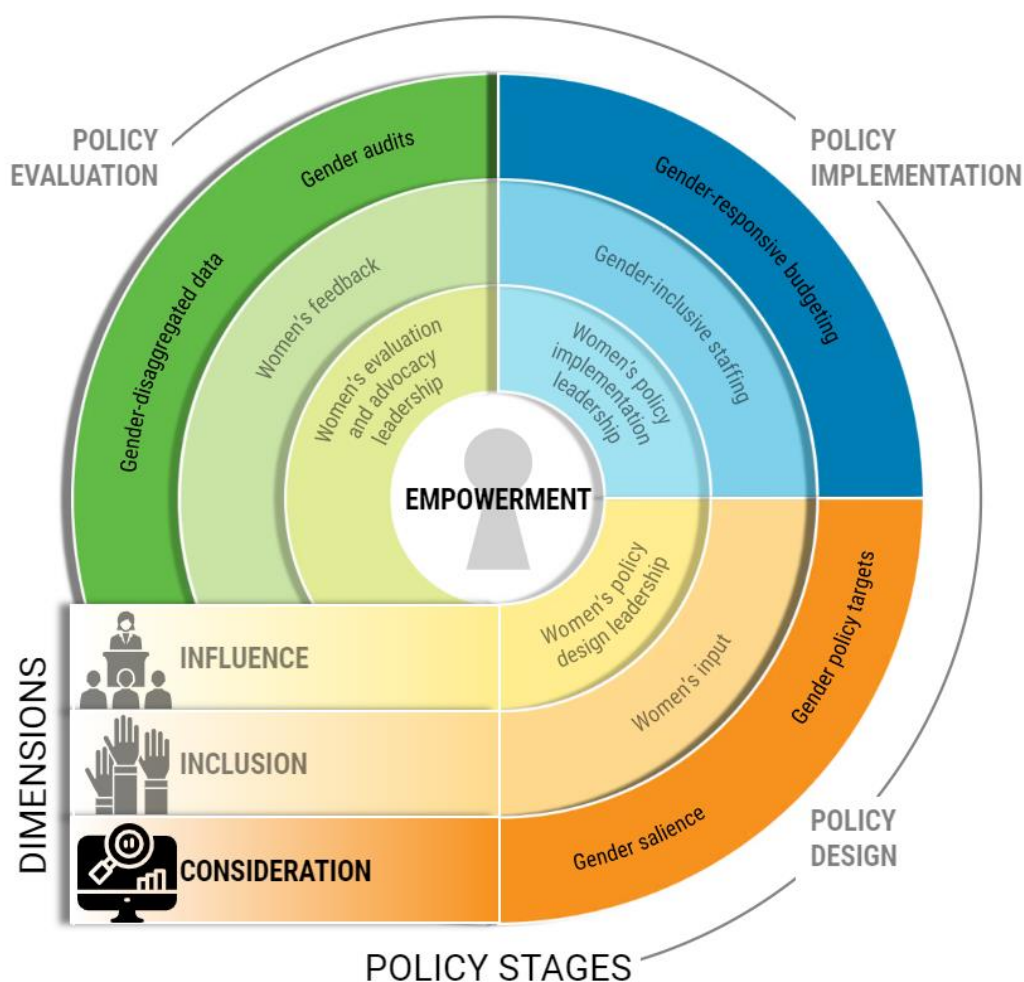 POLICY
EVALUATION
POLICY
IMPLEMENTATION
Gender audits
Gender-disaggregated data
Women's feedback
Women's evaluation
and advocacy
leadership
Gender-responsive budgeting
Gender-inclusive staffing
Women's policy
implementation
leadership
EMPOWERMENT
Women's policy
design leadership
Women's input
Gender policy targets
Gender salience
DIMENSIONS
INFLUENCE
INCLUSION
CONSIDERATION
POLICY
DESIGN
POLICY STAGES